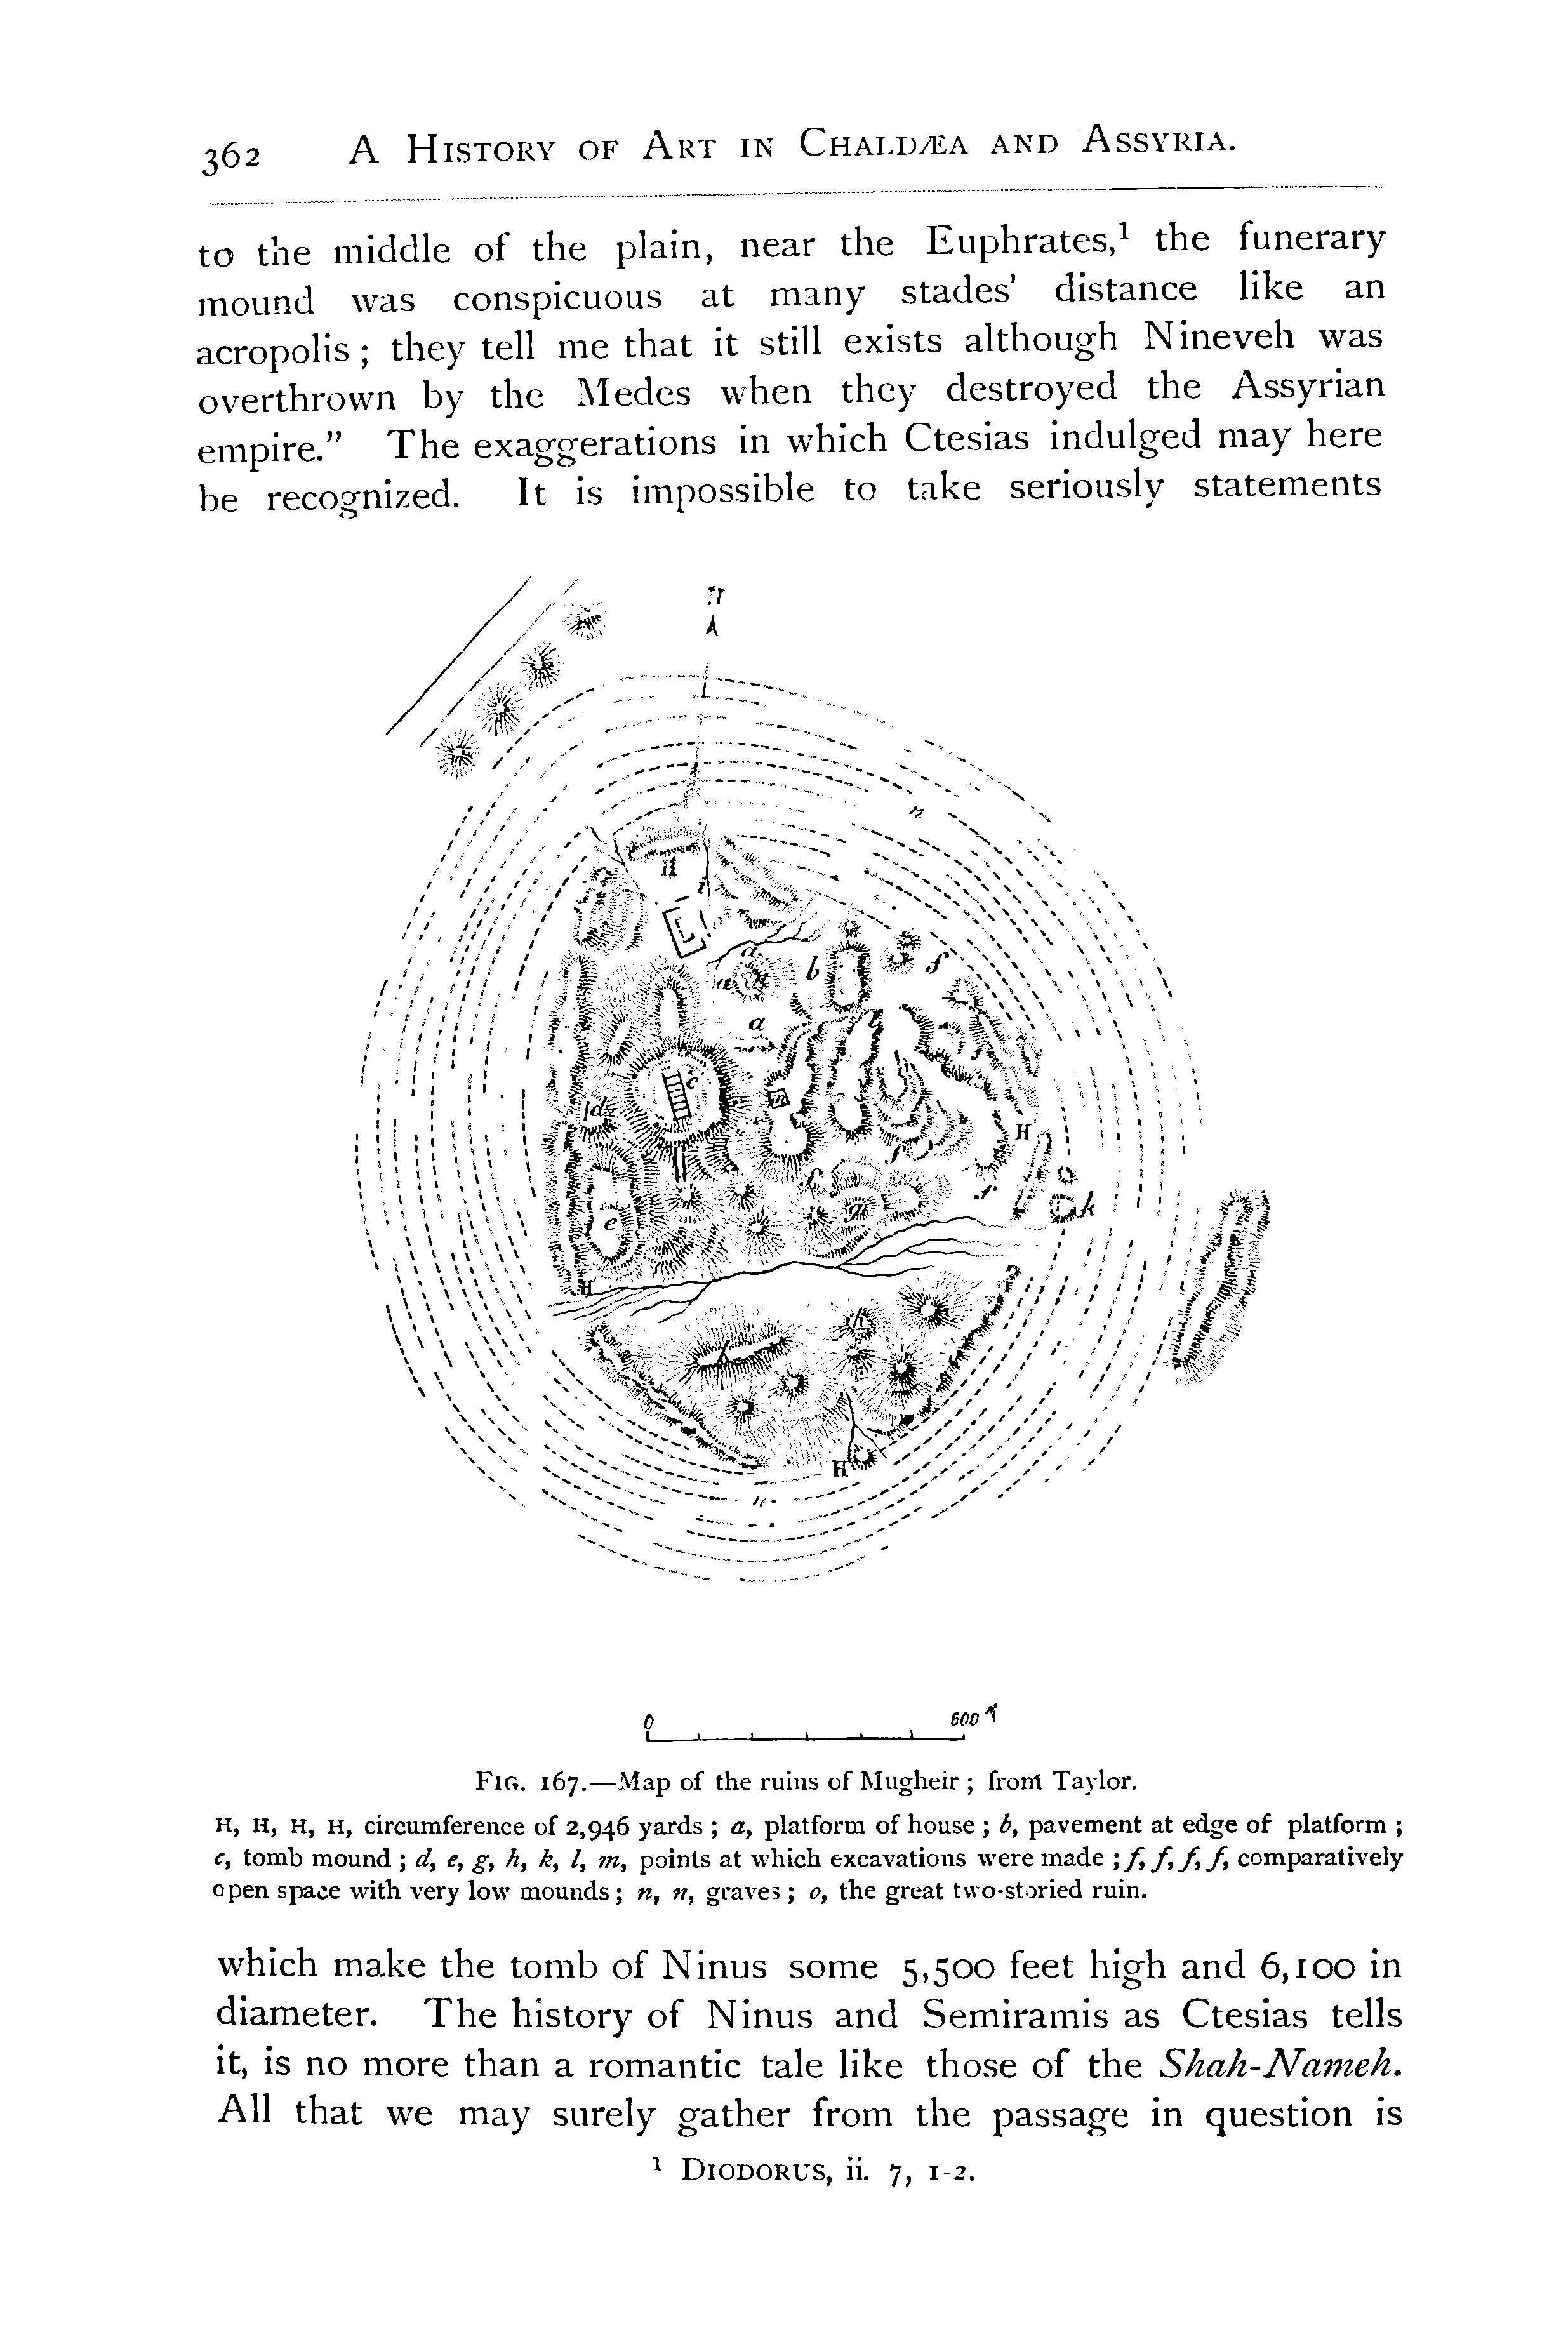 362 A History of Art in Chaldæa and Assyria.
to the middle of the plain, near the Euphrates,¹ the funerary
mound was conspicuous at many stades' distance like an
acropolis; they tell me that it still exists although Nineveh was
overthrown by the Medes when they destroyed the Assyrian
empire.” The exaggerations in which Ctesias indulged may here
be recognized. It is impossible to take seriously statements
n
H
i
a
b
f
a
c
m
d
H
f
f
g
k
e
H
h
k
H
n
0 600
Fig. 167.—Map of the ruins of Mugheir; from Taylor.
H, H, H, H, circumference of 2,946 yards; a, platform of house; b, pavement at edge of platform;
c, tomb mound; d, e, g, h, k, l, m, points at which excavations were made; f, f, f, f, comparatively
open space with very low mounds; n, n, graves; o, the great two-storied ruin.
which make the tomb of Ninus some 5,500 feet high and 6,100 in
diameter. The history of Ninus and Semiramis as Ctesias tells
it, is no more than a romantic tale like those of the Shah-Nameh.
All that we may surely gather from the passage in question is
¹ Diodorus, ii. 7, 1-2.